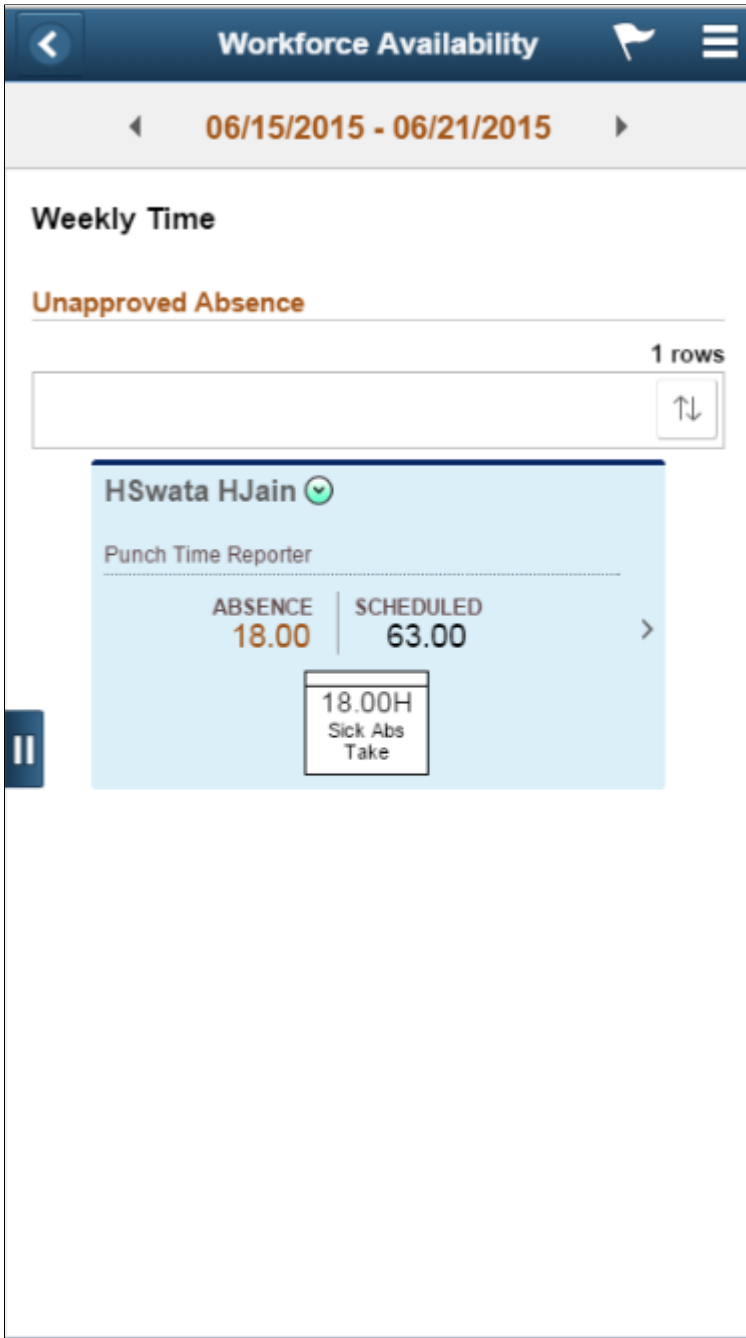 Workforce Availability
06/15/2015 - 06/21/2015
Weekly Time
Unapproved Absence
1 rows
HSwata HJain
Punch Time Reporter
ABSENCE SCHEDULED
18.00 63.00
18.00H
Sick Abs
Take